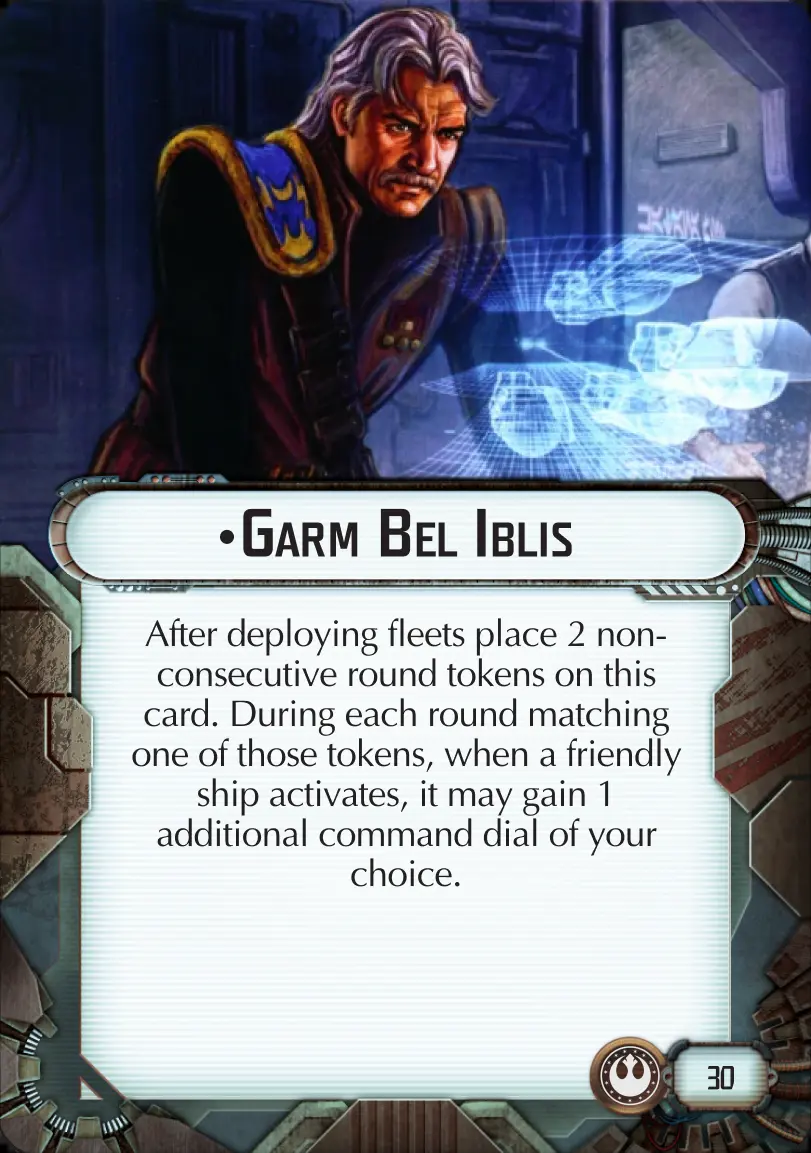 •Garm Bel Iblis
After deploying fleets place 2 non-
consecutive round tokens on this
card. During each round matching
one of those tokens, when a friendly
ship activates, it may gain 1
additional command dial of your
choice.
30